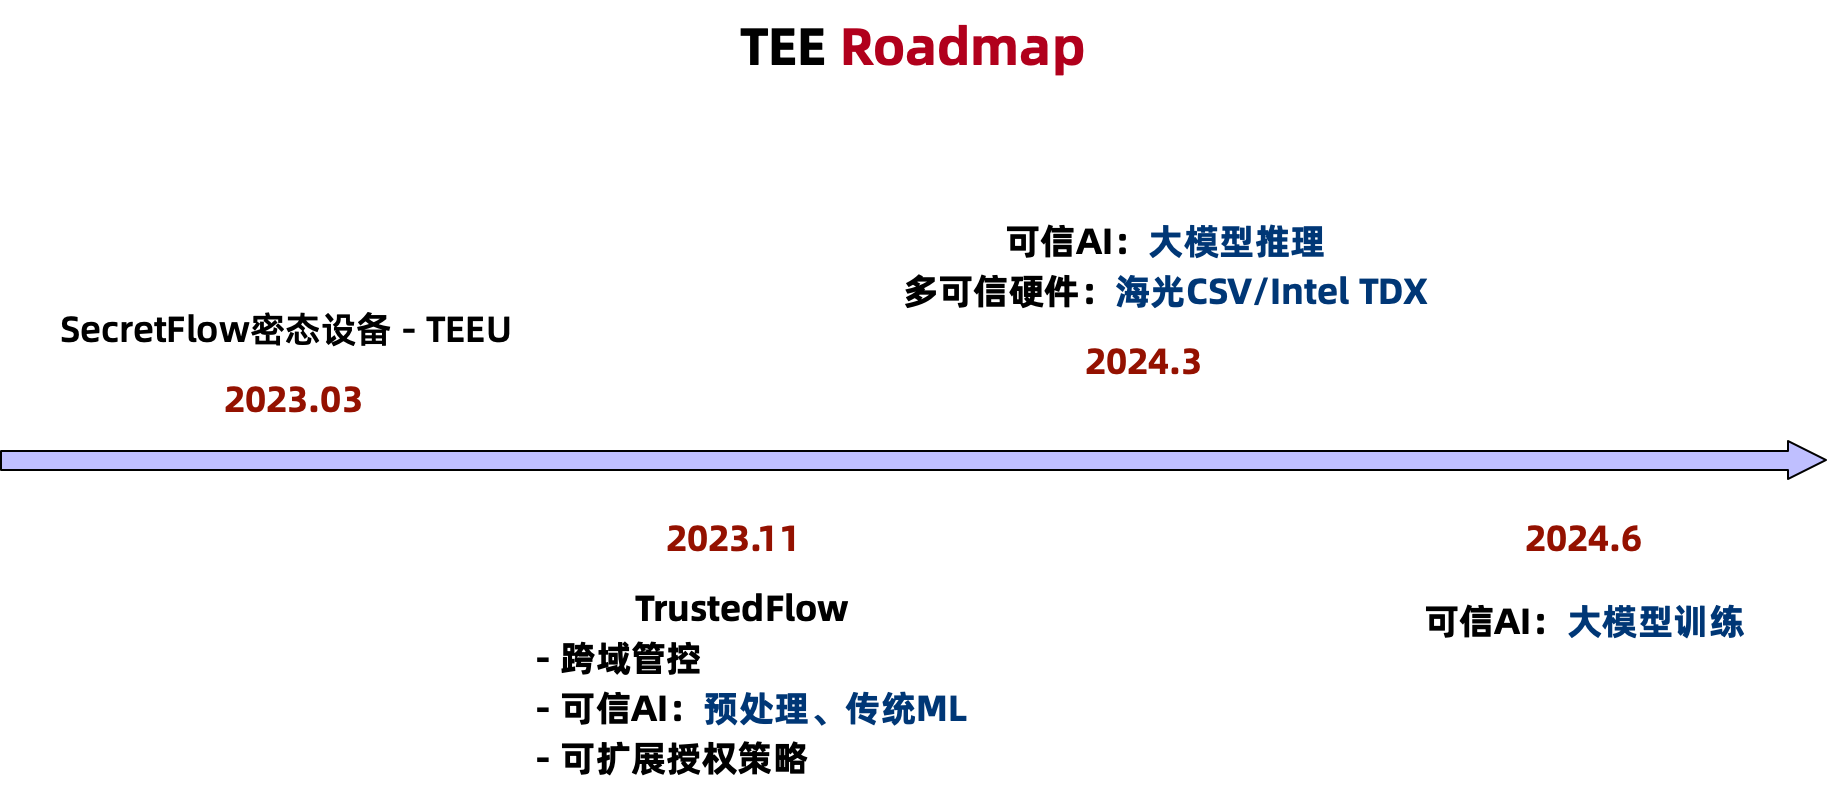 TEE Roadmap
SecretFlow密态设备 - TEEU
2023.03
可信AI：大模型推理
多可信硬件：海光CSV/Intel TDX
2024.3
2023.11
TrustedFlow
- 跨域管控
- 可信AI：预处理、传统ML
- 可扩展授权策略
2024.6
可信AI：大模型训练